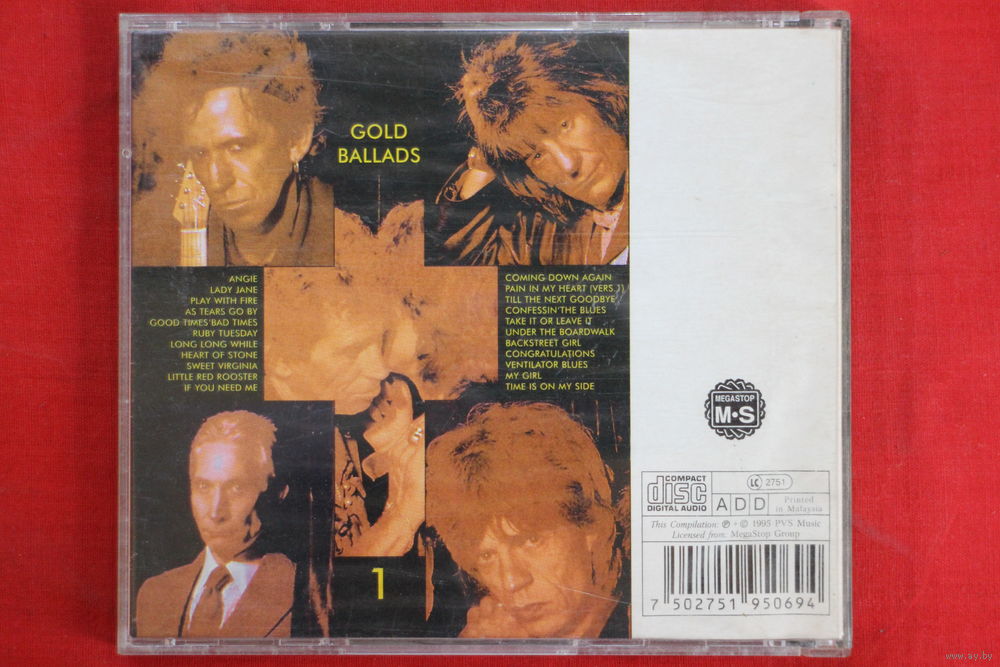 GOLD
BALLADS
ANGIE
LADY JANE
PLAY WITH FIRE
AS TEARS GO BY
GOOD TIMES'BAD TIMES
RUBY TUESDAY
LONG LONG WHILE
HEART OF STONE
SWEET VIRGINIA
LITTLE RED ROOSTER
IF YOU NEED ME
COMING DOWN AGAIN
PAIN IN MY HEART (VERS.1)
TILL THE NEXT GOODBYE
CONFESSIN'THE BLUES
TAKE IT OR LEAVE IT
UNDER THE BOARDWALK
BACKSTREET GIRL
CONGRATULATIONS
VENTILATOR BLUES
MY GIRL
TIME IS ON MY SIDE
1
MEGASTOP
M•S
COMPACT
disc
DIGITAL AUDIO
ADD
LC 2751
Printed
in Malaysia
This Compilation: ℗ + © 1995 PVS Music
Licensed from MegaStop Group
7 502751 950694
www.ay.by